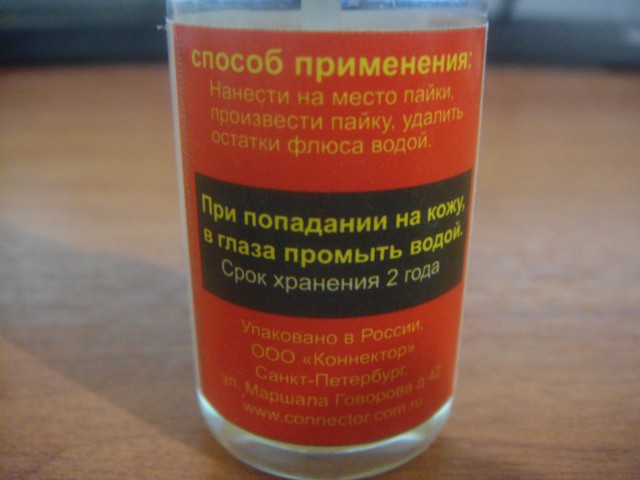 способ применения:
Нанести на место пайки,
произвести пайку, удалить
остатки флюса водой.
При попадании на кожу,
в глаза промыть водой.
Срок хранения 2 года
Упаковано в России,
ООО «Коннектор»
Санкт-Петербург,
ул. Маршала Говорова д.42
www.connector.com.ru